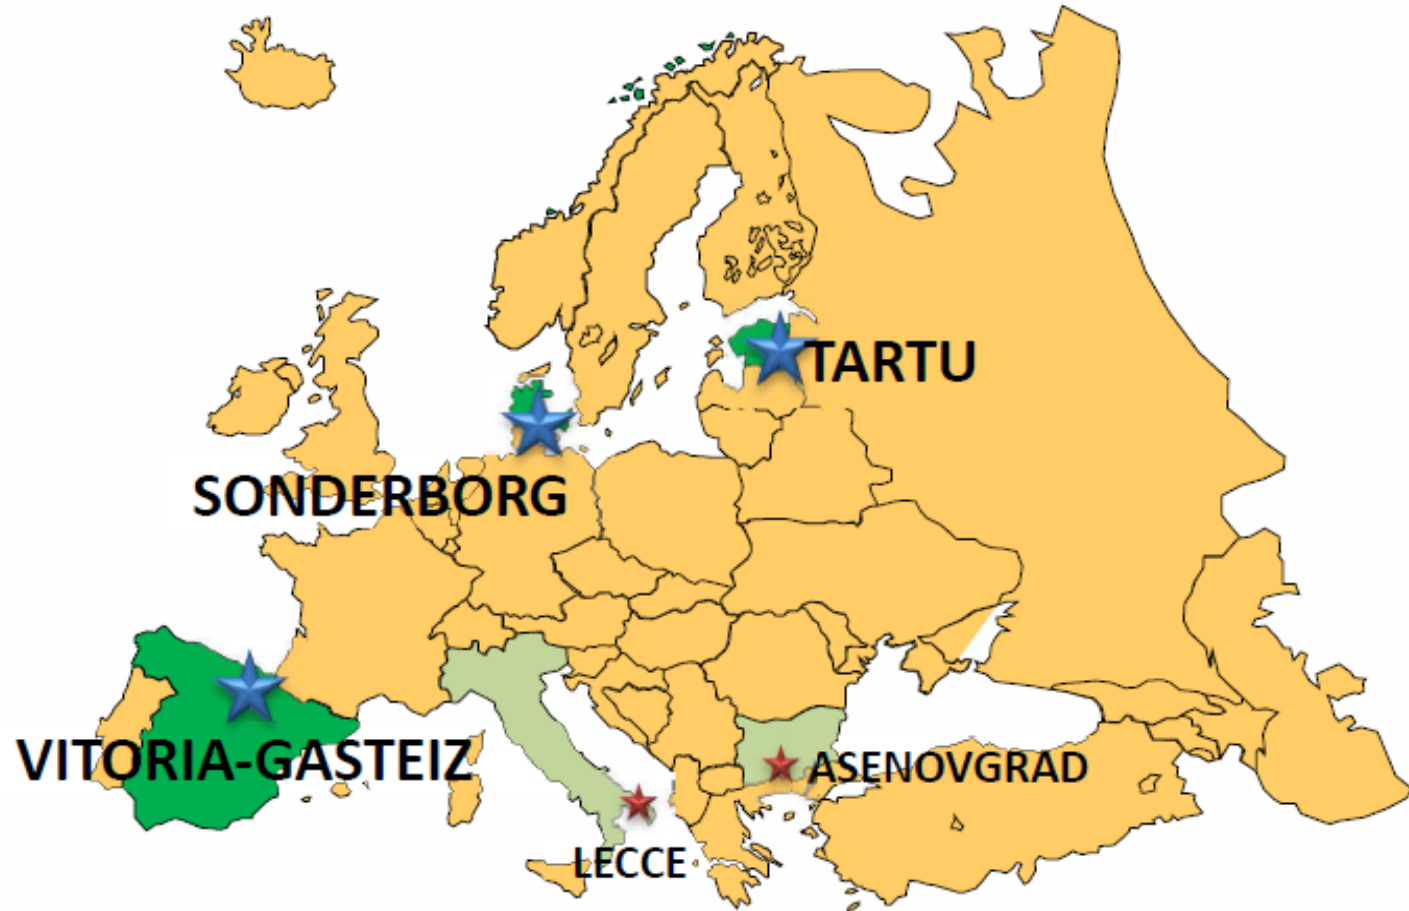 TARTU
SONDERBORG
VITORIA-GASTEIZ
ASENOVGRAD
LECCE